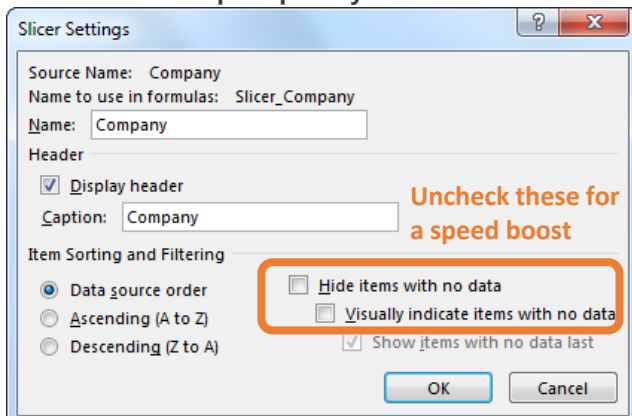 Slicer Settings
Source Name: Company
Name to use in formulas: Slicer_Company
Name: Company
Header
Display header
Caption: Company
Uncheck these for
a speed boost
Item Sorting and Filtering
Data source order
Ascending (A to Z)
Descending (Z to A)
Hide items with no data
Visually indicate items with no data
Show items with no data last
OK Cancel